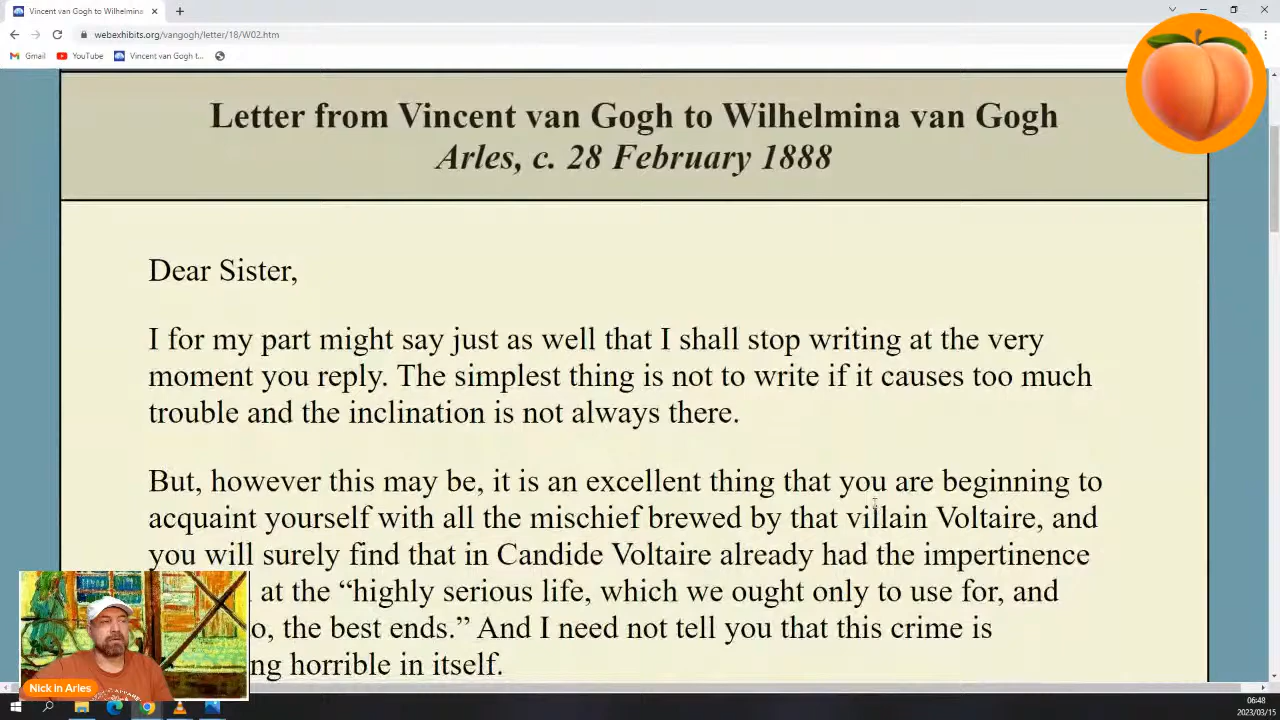 Vincent van Gogh to Wilhelmina
webexhibits.org/vangogh/letter/18/W02.htm
Gmail
YouTube
Vincent van Gogh t...
Letter from Vincent van Gogh to Wilhelmina van Gogh
Arles, c. 28 February 1888
Dear Sister,
I for my part might say just as well that I shall stop writing at the very
moment you reply. The simplest thing is not to write if it causes too much
trouble and the inclination is not always there.
But, however this may be, it is an excellent thing that you are beginning to
acquaint yourself with all the mischief brewed by that villain Voltaire, and
you will surely find that in Candide Voltaire already had the impertinence
at the “highly serious life, which we ought only to use for, and
o, the best ends.” And I need not tell you that this crime is
ng horrible in itself.
Nick in Arles
06:48
2023/03/15